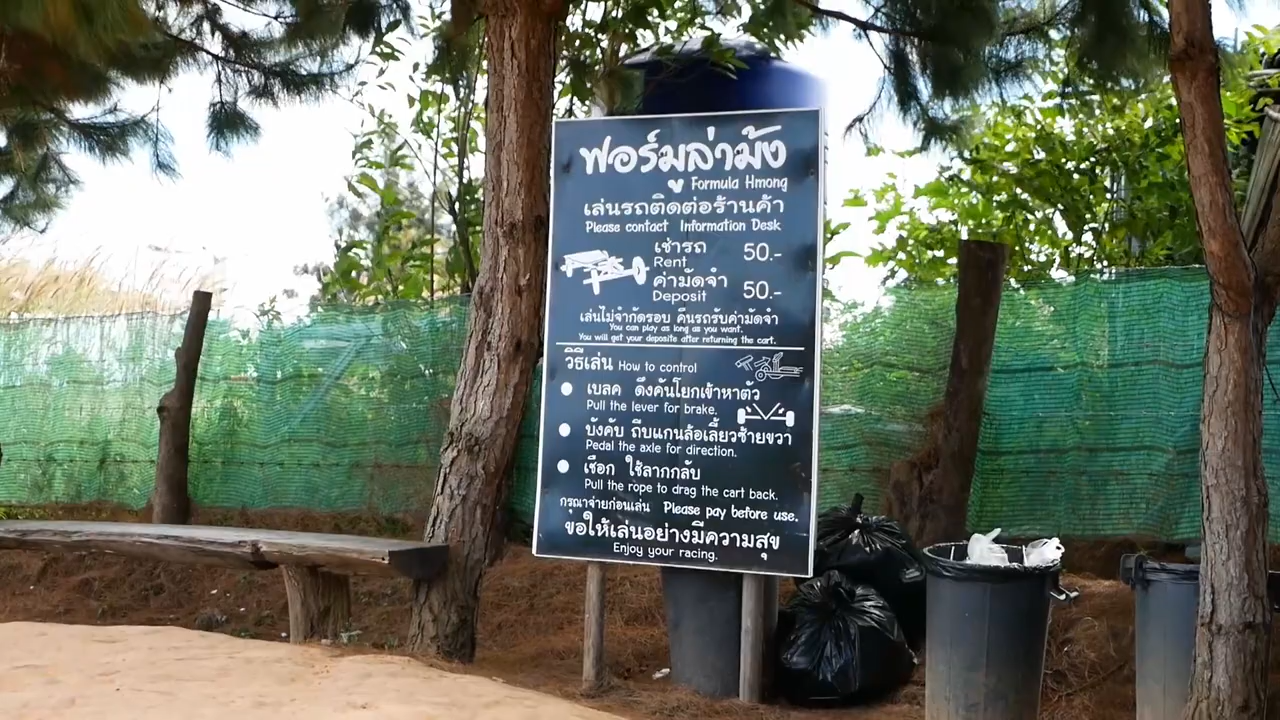 ฟอร์มูล่าม้ง
Formula Hmong
เล่นรถติดต่อร้านค้า
Please contact Information Desk
เช่ารถ 50.-
Rent
ค่ามัดจำ 50.-
Deposit
เล่นไม่จำกัดรอบ คืนรถรับค่ามัดจำ
You can play as long as you want.
You will get your deposite after returning the cart.
วิธีเล่น How to control
เบลค ดึงคันโยกเข้าหาตัว
Pull the lever for brake.
บังคับ ถีบแกนล้อเลี้ยวซ้ายขวา
Pedal the axle for direction.
เชือก ใช้ลากกลับ
Pull the rope to drag the cart back.
กรุณาจ่ายก่อนเล่น Please pay before use.
ขอให้เล่นอย่างมีความสุข
Enjoy your racing.